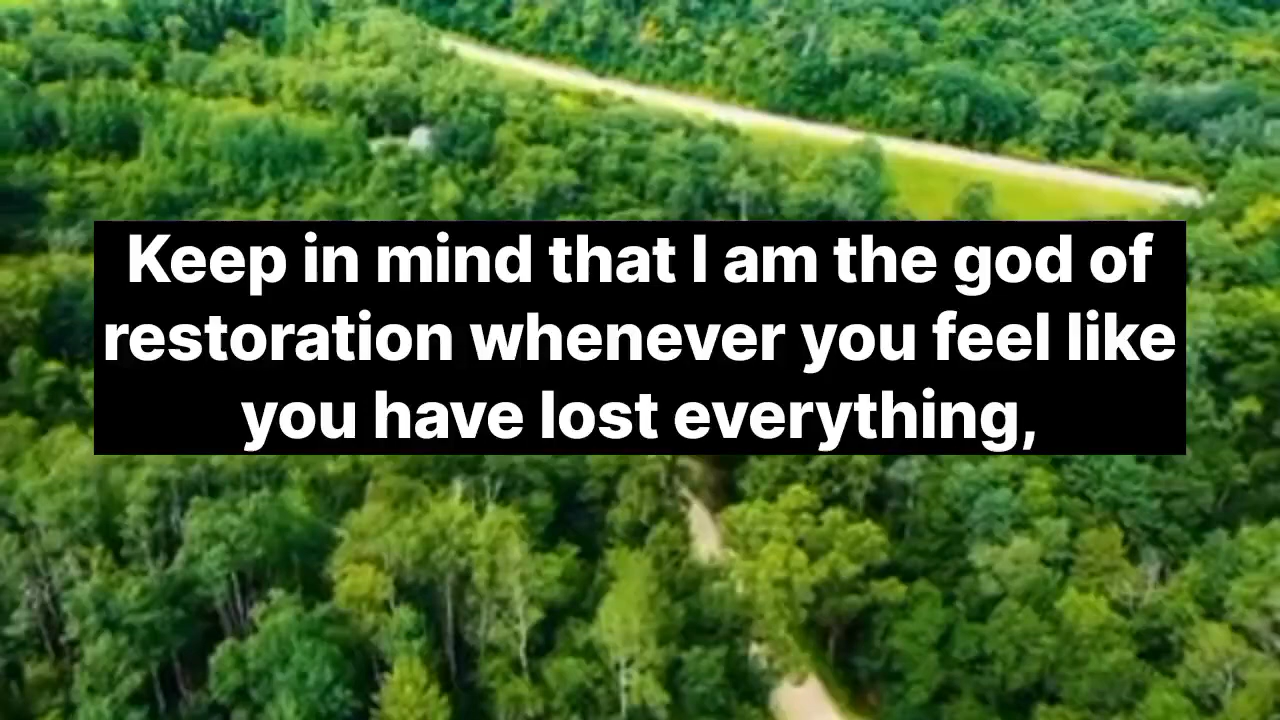 Keep in mind that I am the god of
restoration whenever you feel like
you have lost everything,